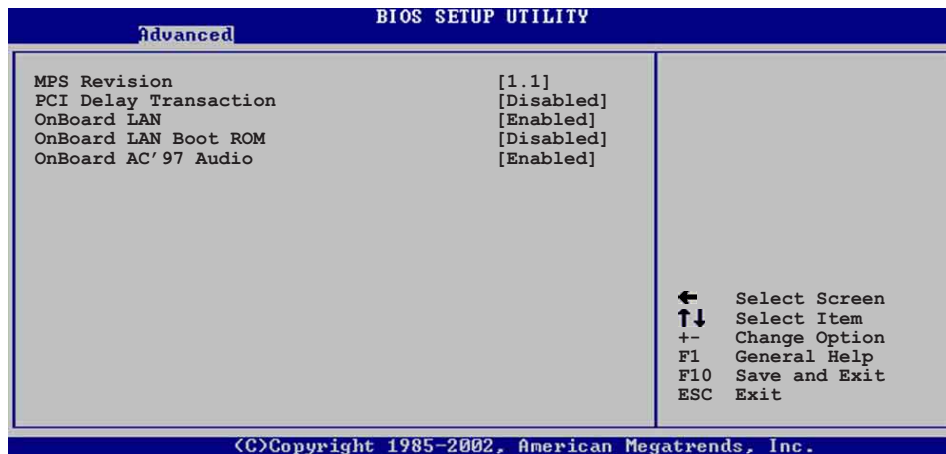 BIOS SETUP UTILITY
Advanced
MPS Revision [1.1]
PCI Delay Transaction [Disabled]
OnBoard LAN [Enabled]
OnBoard LAN Boot ROM [Disabled]
OnBoard AC'97 Audio [Enabled]
← Select Screen
↑↓ Select Item
+- Change Option
F1 General Help
F10 Save and Exit
ESC Exit
(C)Copyright 1985-2002, American Megatrends, Inc.